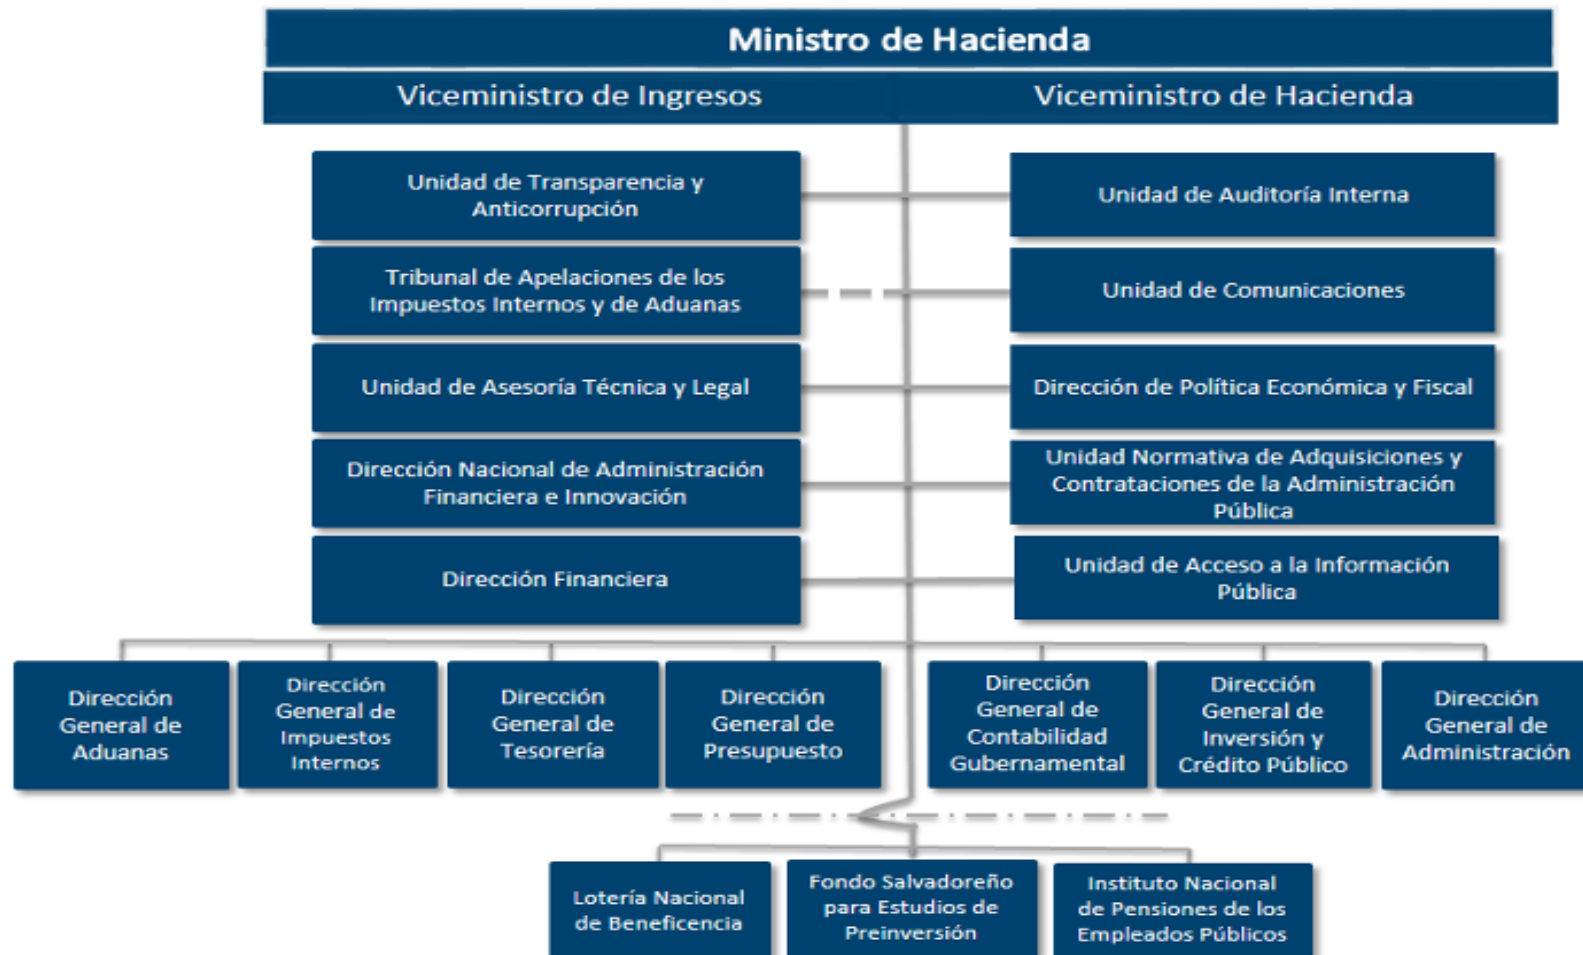 Ministro de Hacienda
Viceministro de Ingresos
Viceministro de Hacienda
Unidad de Transparencia y
Anticorrupción
Unidad de Auditoría Interna
Tribunal de Apelaciones de los
Impuestos Internos y de Aduanas
Unidad de Comunicaciones
Unidad de Asesoría Técnica y Legal
Dirección de Política Económica y Fiscal
Dirección Nacional de Administración
Financiera e Innovación
Unidad Normativa de Adquisiciones y
Contrataciones de la Administración
Pública
Dirección Financiera
Unidad de Acceso a la Información
Pública
Dirección
General de
Aduanas
Dirección
General de
Impuestos
Internos
Dirección
General de
Tesorería
Dirección
General de
Presupuesto
Dirección
General de
Contabilidad
Gubernamental
Dirección
General de
Inversión y
Crédito Público
Dirección
General de
Administración
Lotería Nacional
de Beneficencia
Fondo Salvadoreño
para Estudios de
Preinversión
Instituto Nacional
de Pensiones de los
Empleados Públicos